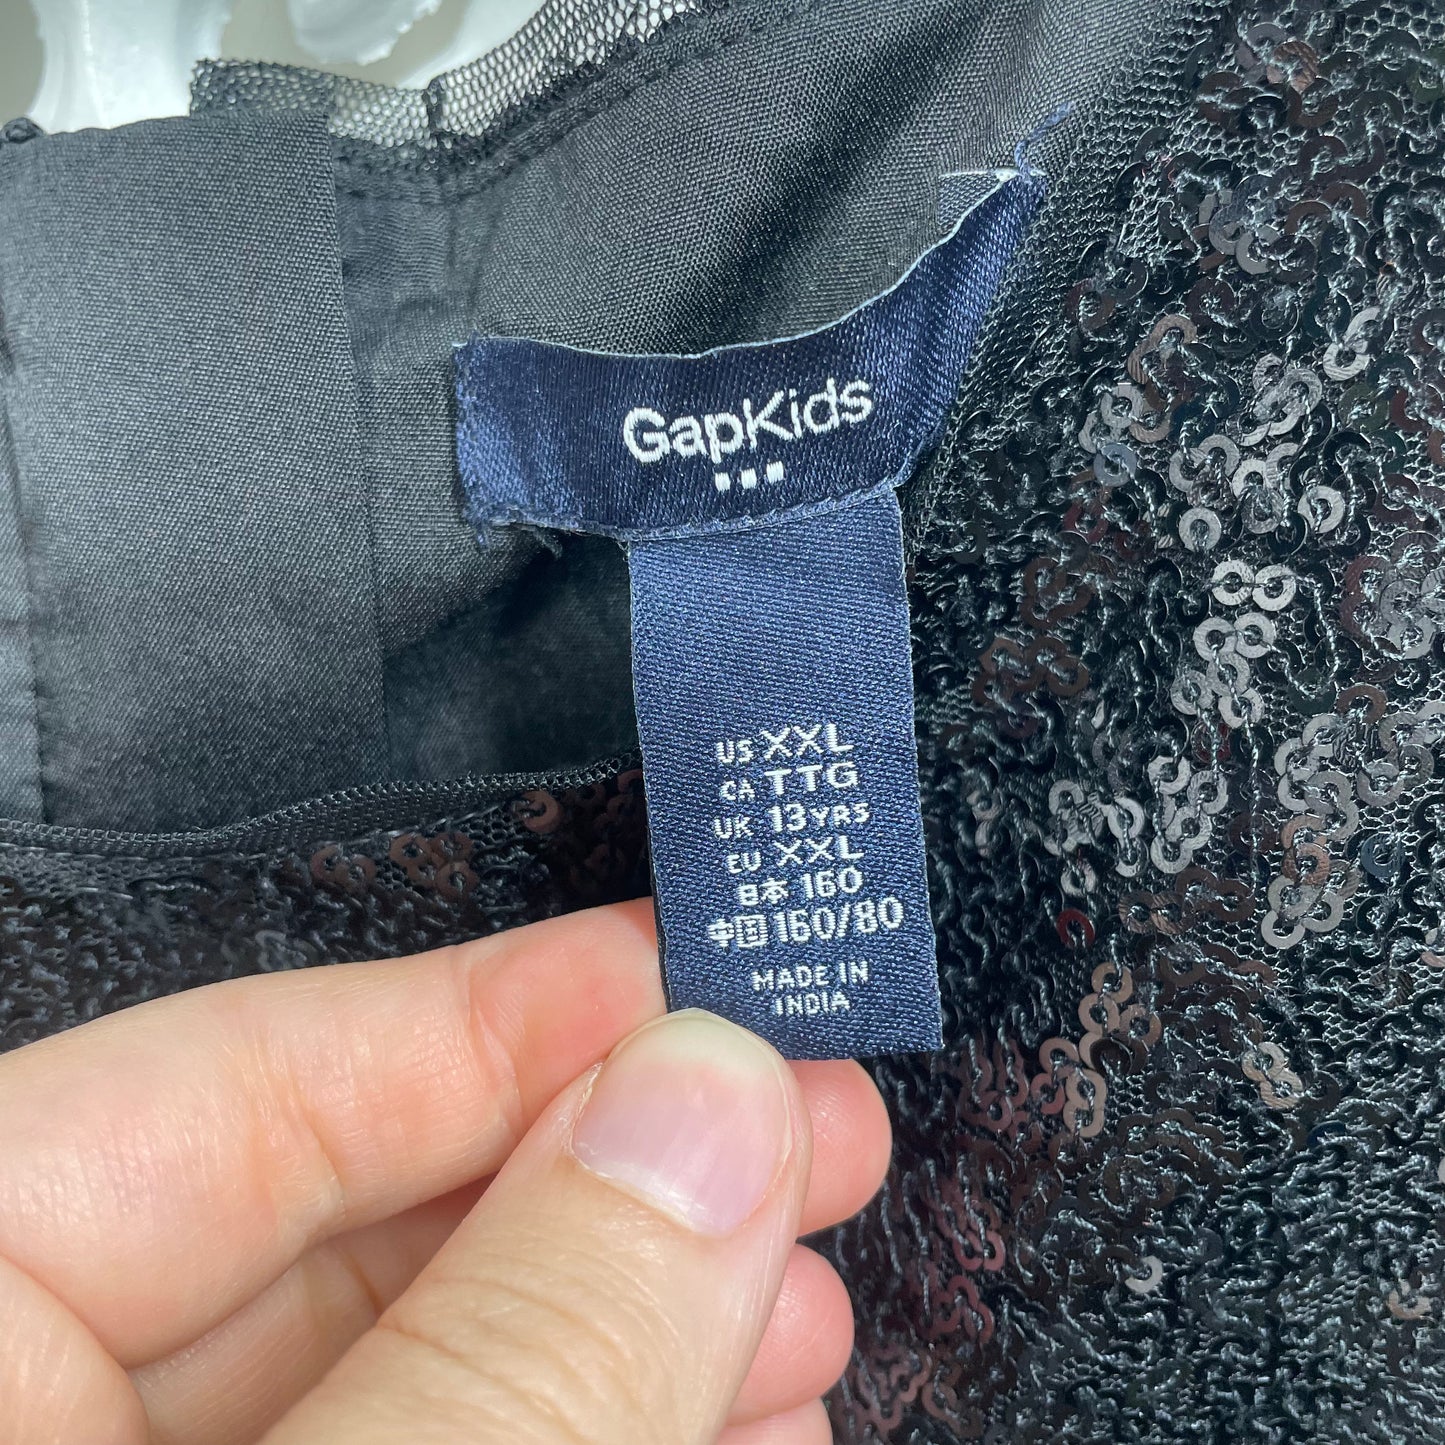 GapKids
US XXL
CA TTG
UK 13 YRS
EU XXL
日本 160
中国 160/80
MADE IN
INDIA